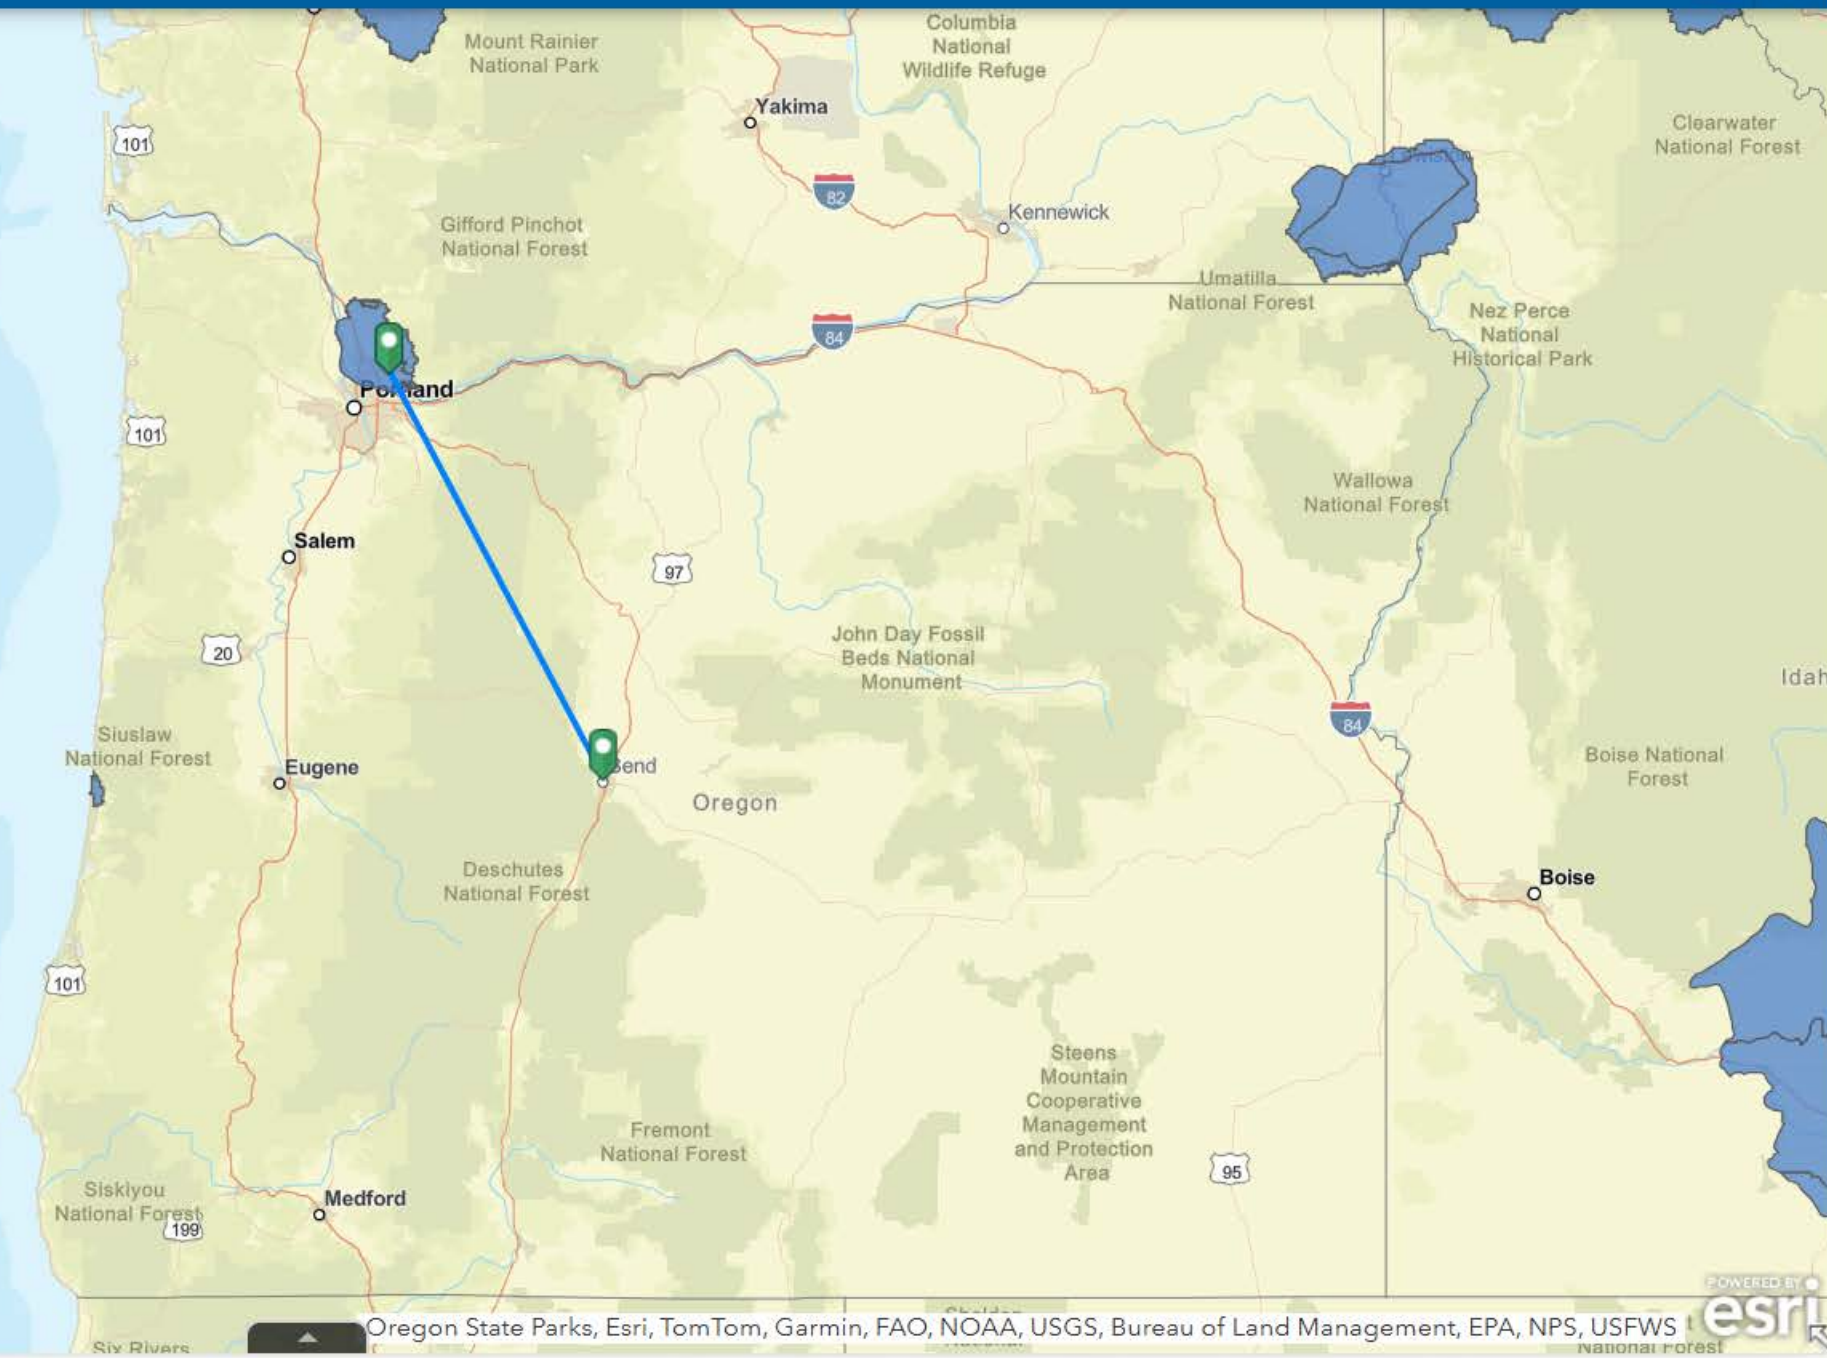 Columbia
National
Wildlife Refuge
Mount Rainier
National Park
Yakima
Clearwater
National Forest
101
82
Kennewick
Gifford Pinchot
National Forest
Umatilla
National Forest
Nez Perce
National
Historical Park
84
Portland
101
Wallowa
National Forest
Salem
97
20
John Day Fossil
Beds National
Monument
Idah
84
Siuslaw
National Forest
Eugene
Bend
Boise National
Forest
Oregon
Deschutes
National Forest
Boise
101
Steens
Mountain
Cooperative
Management
and Protection
Area
Fremont
National Forest
95
Siskiyou
National Forest
199
Medford
POWERED BY
esri
Oregon State Parks, Esri, TomTom, Garmin, FAO, NOAA, USGS, Bureau of Land Management, EPA, NPS, USFWS
Six Rivers
National Forest